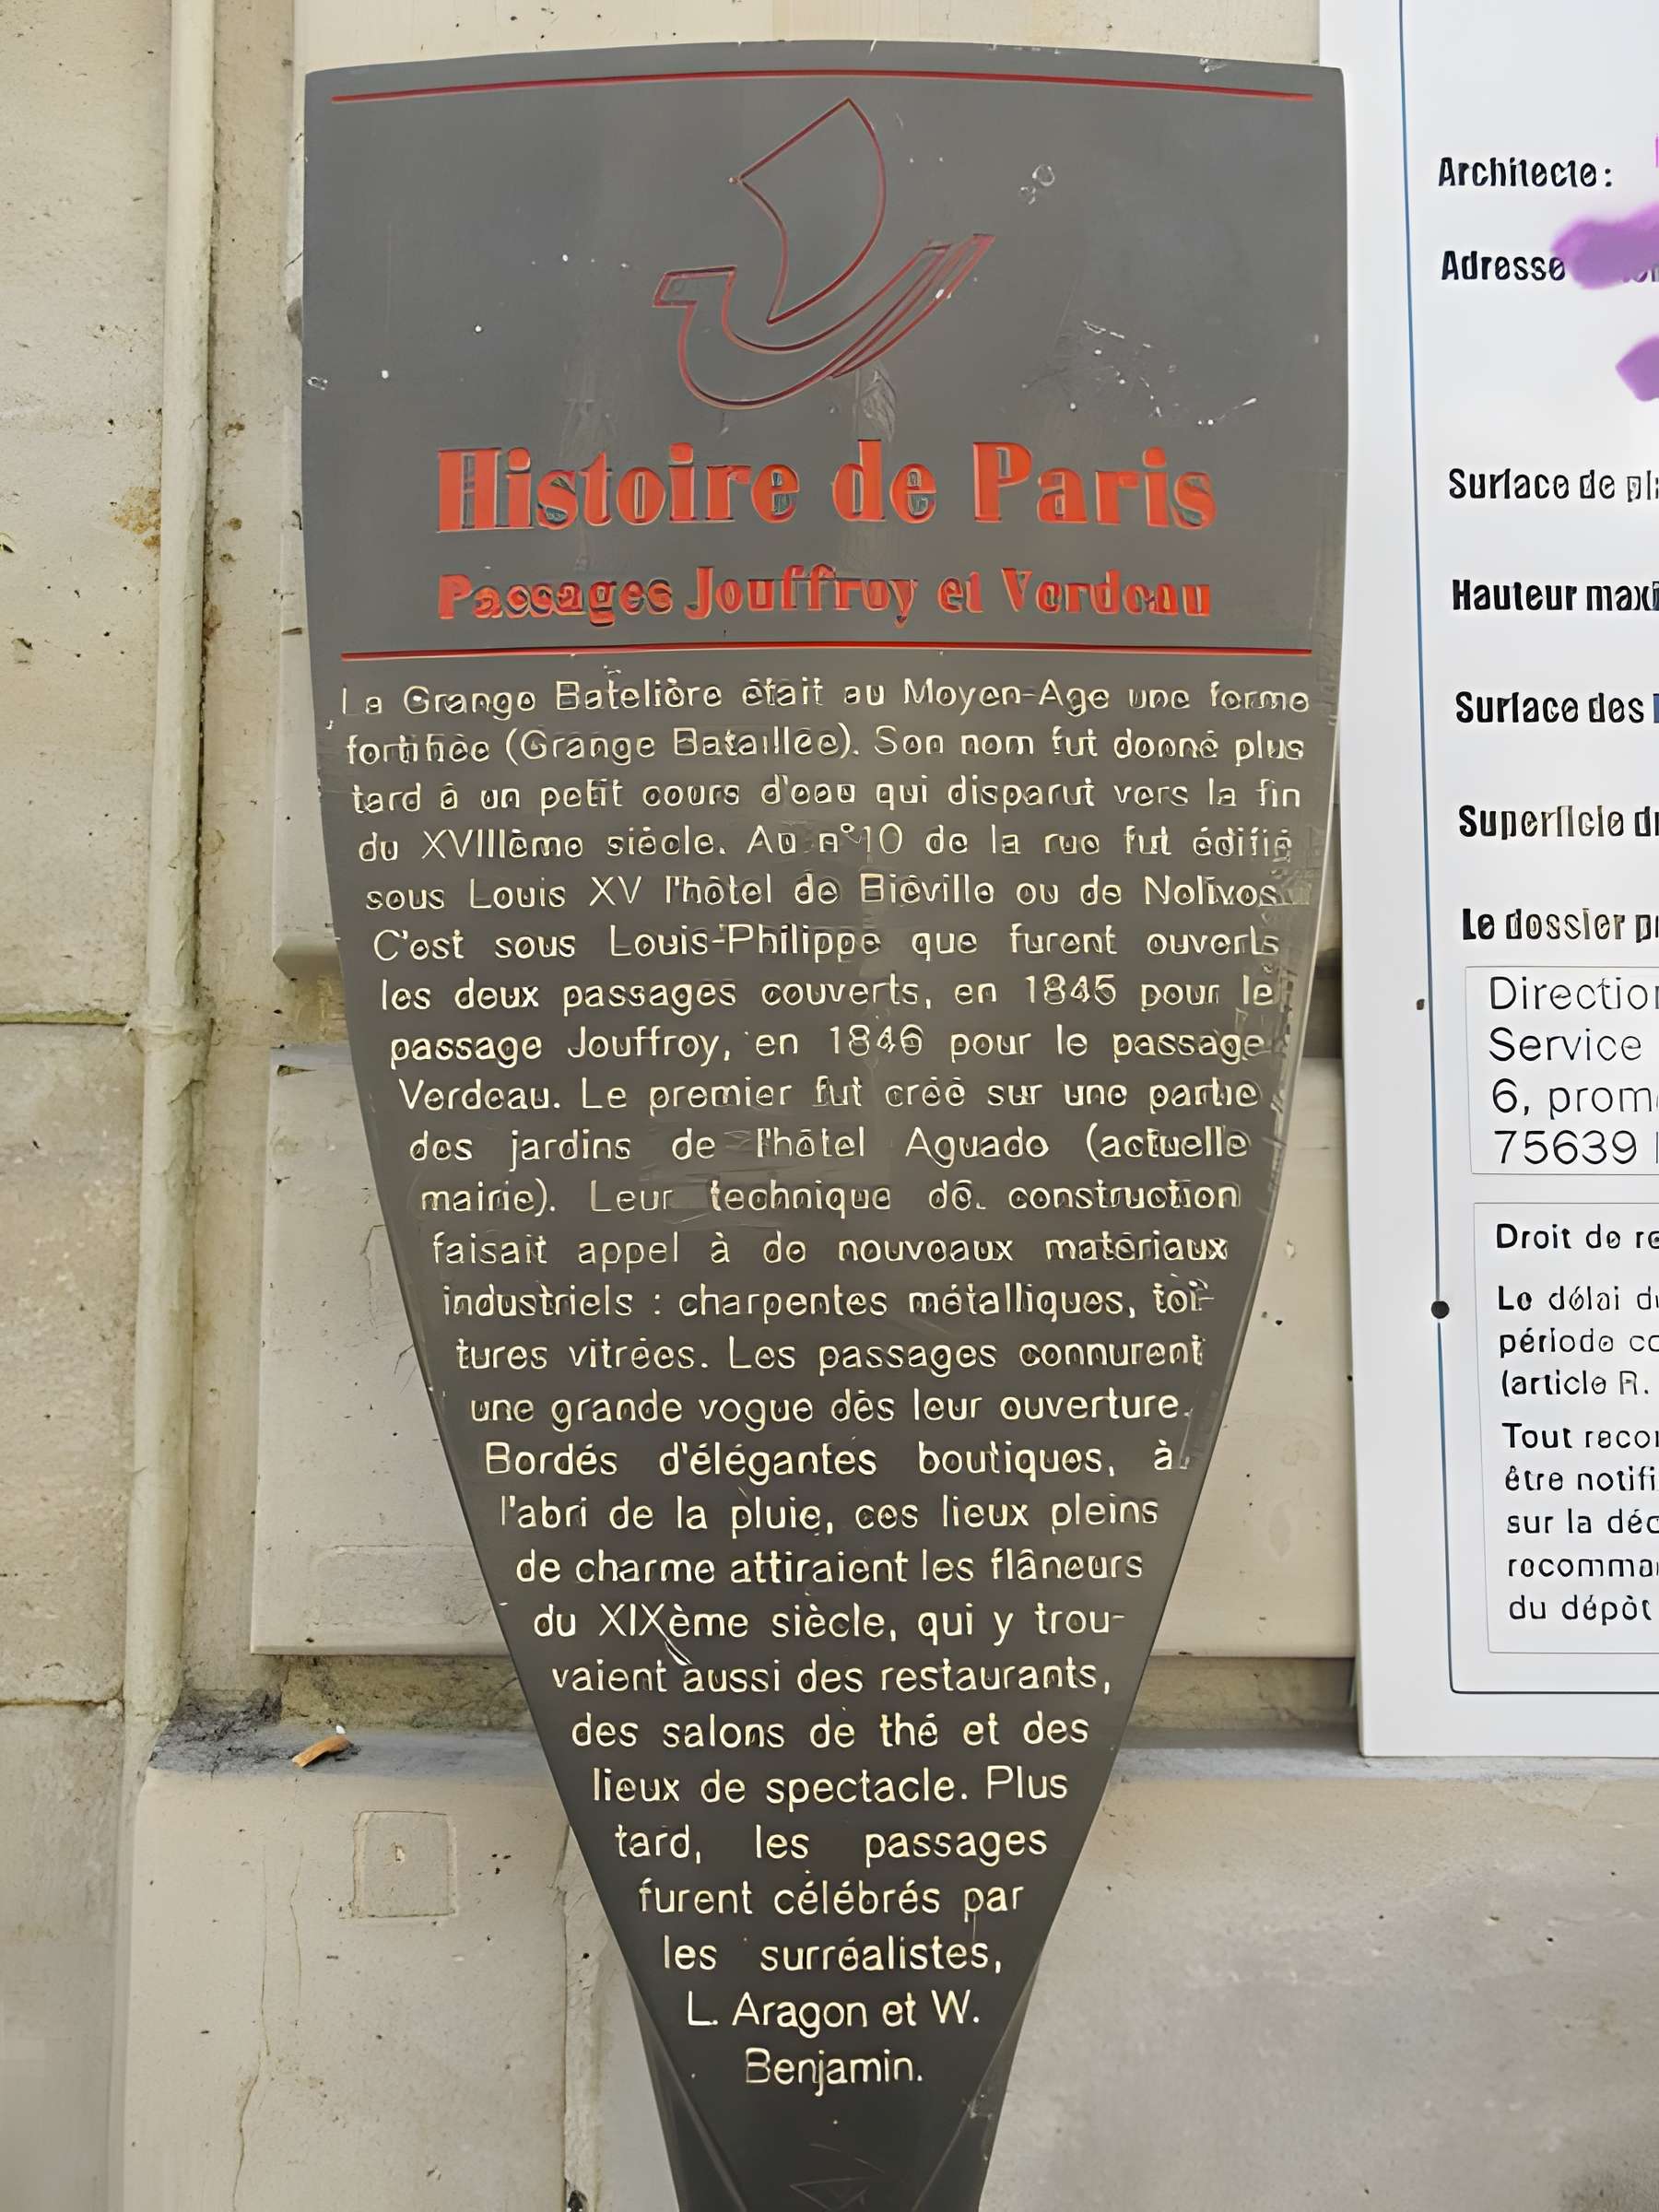 Histoire de Paris
Passages Jouffroy et Verdeau
La Grange Batelière était au Moyen-Age une ferme
fortifiée (Grange Bataillée). Son nom fut donné plus
tard à un petit cours d'eau qui disparut vers la fin
du XVIIIème siècle. Au n°10 de la rue fut édifié
sous Louis XV l'hôtel de Biéville ou de Nolivos.
C'est sous Louis-Philippe que furent ouverts
les deux passages couverts, en 1845 pour le
passage Jouffroy, en 1846 pour le passage
Verdeau. Le premier fut créé sur une partie
des jardins de l'hôtel Aguado (actuelle
mairie). Leur technique de construction
faisait appel à de nouveaux matériaux
industriels : charpentes métalliques, toi-
tures vitrées. Les passages connurent
une grande vogue dès leur ouverture.
Bordés d'élégantes boutiques, à
l'abri de la pluie, ces lieux pleins
de charme attiraient les flâneurs
du XIXème siècle, qui y trou-
vaient aussi des restaurants,
des salons de thé et des
lieux de spectacle. Plus
tard, les passages
furent célébrés par
les surréalistes,
L. Aragon et W.
Benjamin.
Architecte :
Adresse
Surface de
Hauteur
Surface des
Superficie
Le dossier
Direction
Service
6,
75639
Droit de
Le délai
période
(article R.
Tout
être
sur la
du dépôt